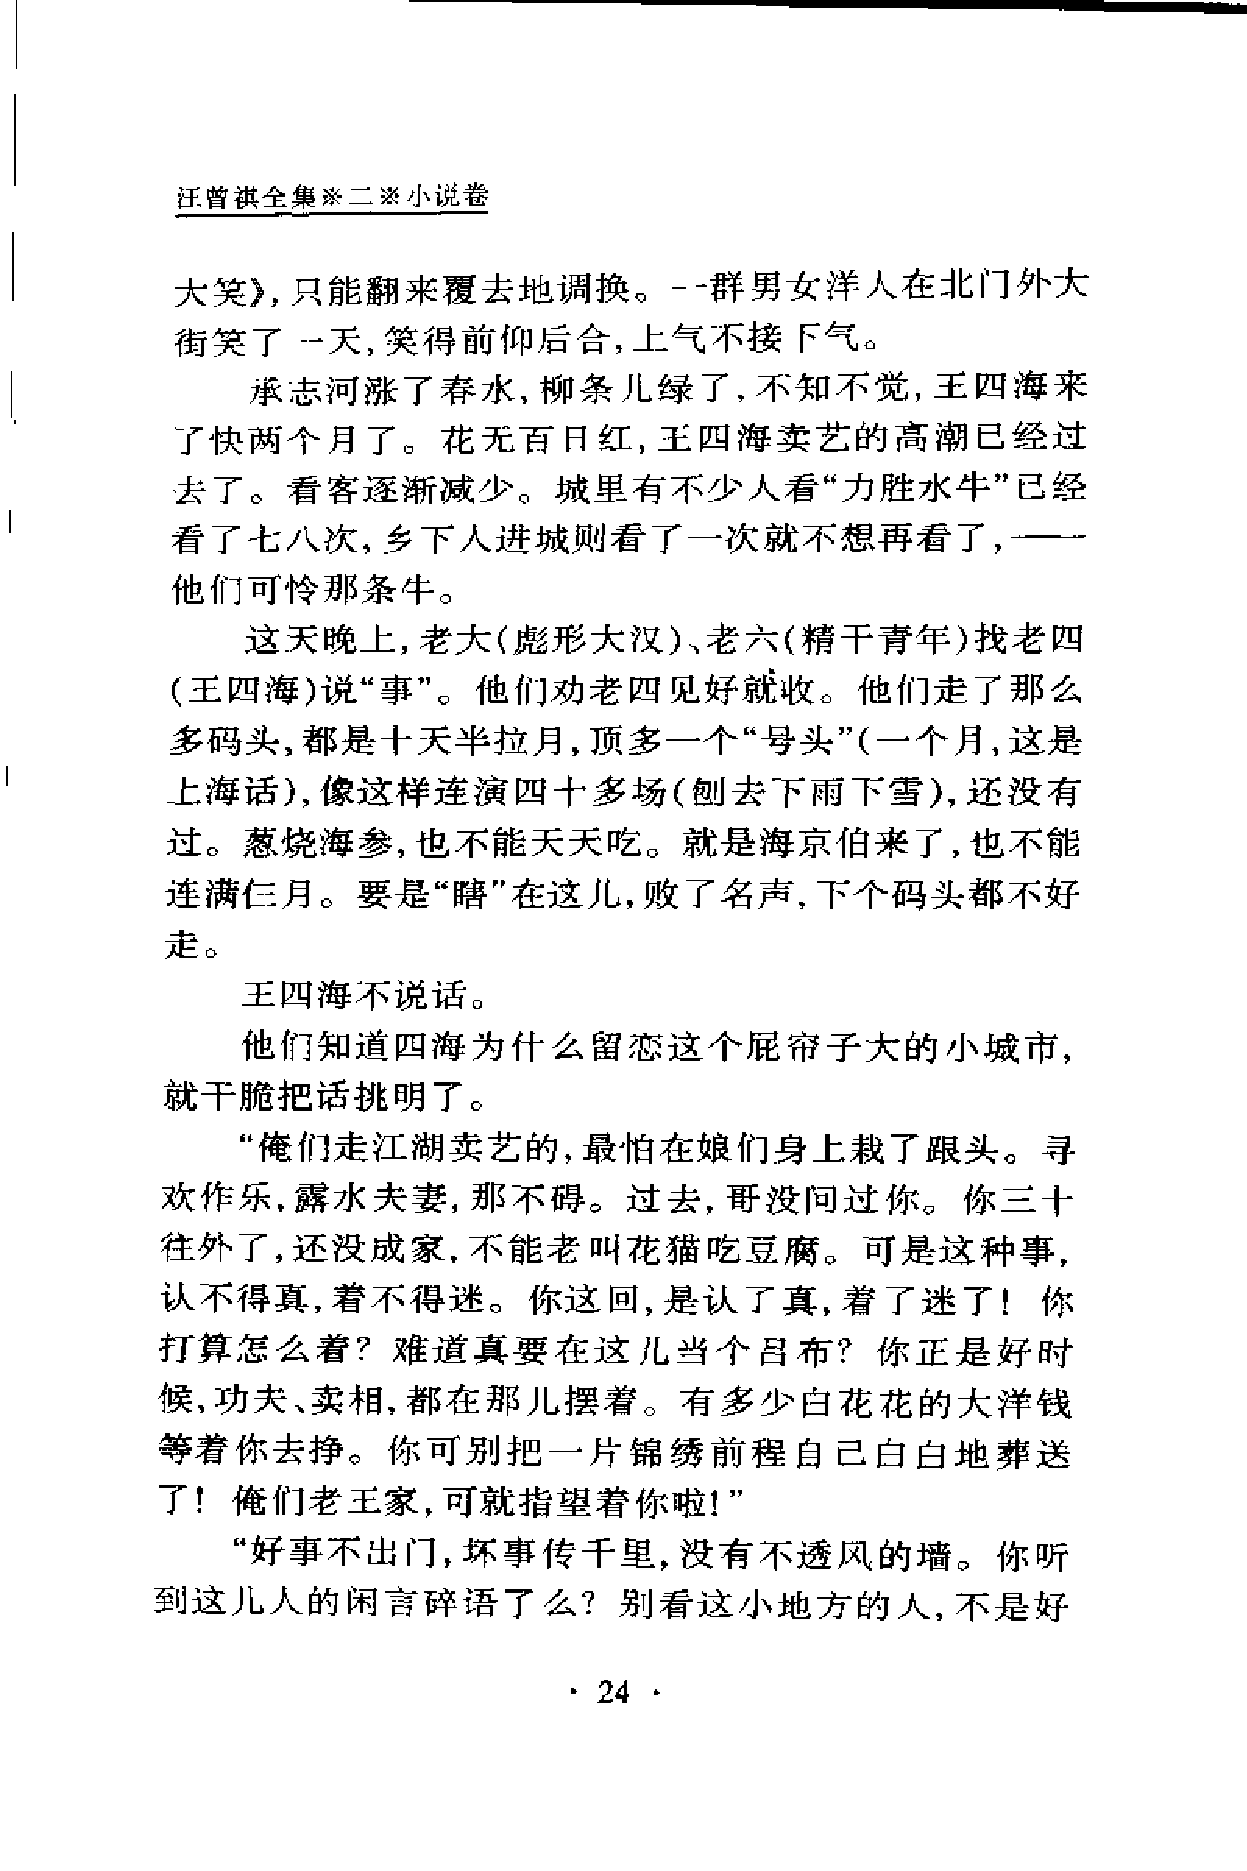 汪曾祺全集※二※小说卷
大笑》，只能翻来覆去地调换。一群男女洋人在北门外大
街笑了一天，笑得前仰后合，上气不接下气。
承志河涨了春水，柳条儿绿了，不知不觉，王四海来
了快两个月了。花无百日红，王四海卖艺的高潮已经过
去了。看客逐渐减少。城里有不少人看“力胜水牛”已经
看了七八次，乡下人进城则看了一次就不想再看了，——
他们可怜那条牛。
这天晚上，老大(彪形大汉)、老六(精干青年)找老四
(王四海)说“事”。他们劝老四见好就收。他们走了那么
多码头，都是十天半拉月，顶多一个“号头”(一个月，这是
上海话)，像这样连演四十多场(刨去下雨下雪)，还没有
过。葱烧海参，也不能天天吃。就是海京伯来了，也不能
连满仨月。要是“瞎”在这儿，败了名声，下个码头都不好
走。
王四海不说话。
他们知道四海为什么留恋这个屁帘子大的小城市，
就干脆把话挑明了。
“俺们走江湖卖艺的，最怕在娘们身上栽了跟头。寻
欢作乐，露水夫妻，那不碍。过去，哥没问过你。你三十
往外了，还没成家，不能老叫花猫吃豆腐。可是这种事，
认不得真，着不得迷。你这回，是认了真，着了迷了！你
打算怎么着？难道真要在这儿当个吕布？你正是好时
候，功夫、卖相，都在那儿摆着。有多少白花花的大洋钱
等着你去挣。你可别把一片锦绣前程自己白白地葬送
了！俺们老王家，可就指望着你啦！”
“好事不出门，坏事传千里，没有不透风的墙。你听
到这儿人的闲言碎语了么？别看这小地方的人，不是好
· 24 ·